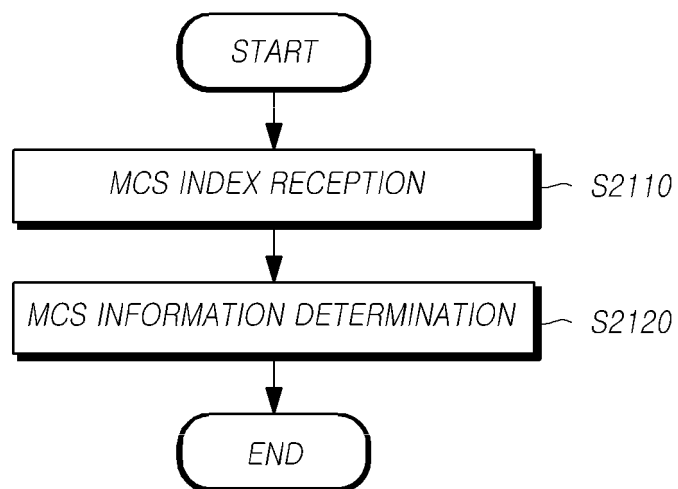 START
MCS INDEX RECEPTION
S2110
MCS INFORMATION DETERMINATION
S2120
END